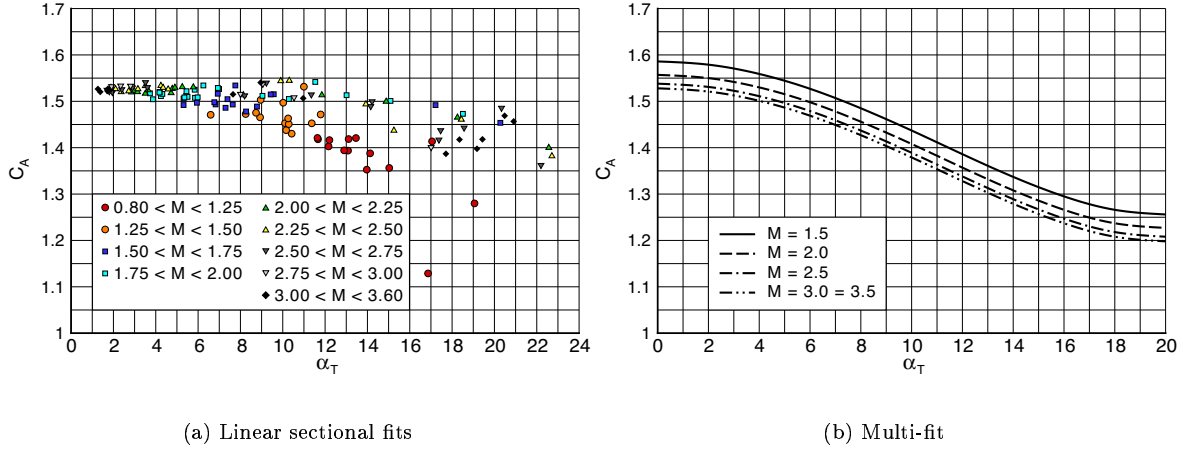 1.7
1.6
1.5
1.4
1.3
1.2
1.1
1
C_A
0.80 < M < 1.25
1.25 < M < 1.50
1.50 < M < 1.75
1.75 < M < 2.00
2.00 < M < 2.25
2.25 < M < 2.50
2.50 < M < 2.75
2.75 < M < 3.00
3.00 < M < 3.60
0 2 4 6 8 10 12 14 16 18 20 22 24
α_T
(a) Linear sectional fits
1.7
1.6
1.5
1.4
1.3
1.2
1.1
1
C_A
M = 1.5
M = 2.0
M = 2.5
M = 3.0 = 3.5
0 2 4 6 8 10 12 14 16 18 20
α_T
(b) Multi-fit